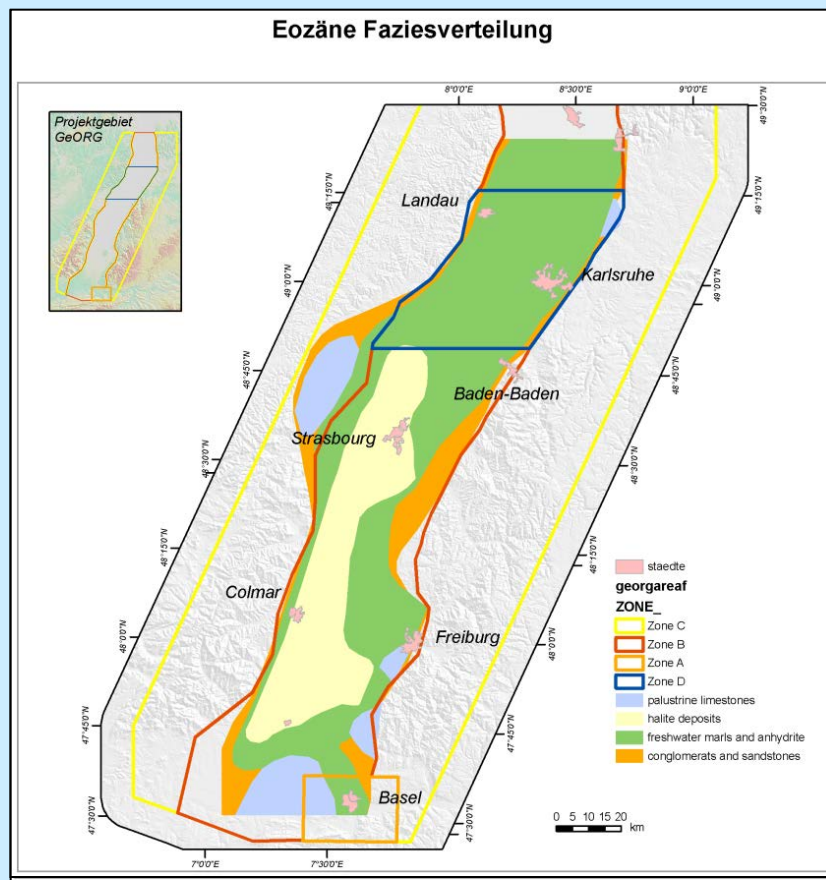 Eozäne Faziesverteilung
Projektgebiet
GeORG
8°0'0"E
8°30'0"E
9°0'0"E
49°30'0"N
49°15'0"N
49°15'0"N
Landau
49°0'0"N
49°0'0"N
Karlsruhe
48°45'0"N
48°45'0"N
Baden-Baden
Strasbourg
48°30'0"N
48°30'0"N
48°15'0"N
48°15'0"N
Colmar
Freiburg
48°0'0"N
48°0'0"N
47°45'0"N
47°45'0"N
Basel
47°30'0"N
47°30'0"N
7°0'0"E
7°30'0"E
staedte
georgareaf
ZONE_
Zone C
Zone B
Zone A
Zone D
palustrine limestones
halite deposits
freshwater marls and anhydrite
conglomerats and sandstones
0 5 10 15 20
km